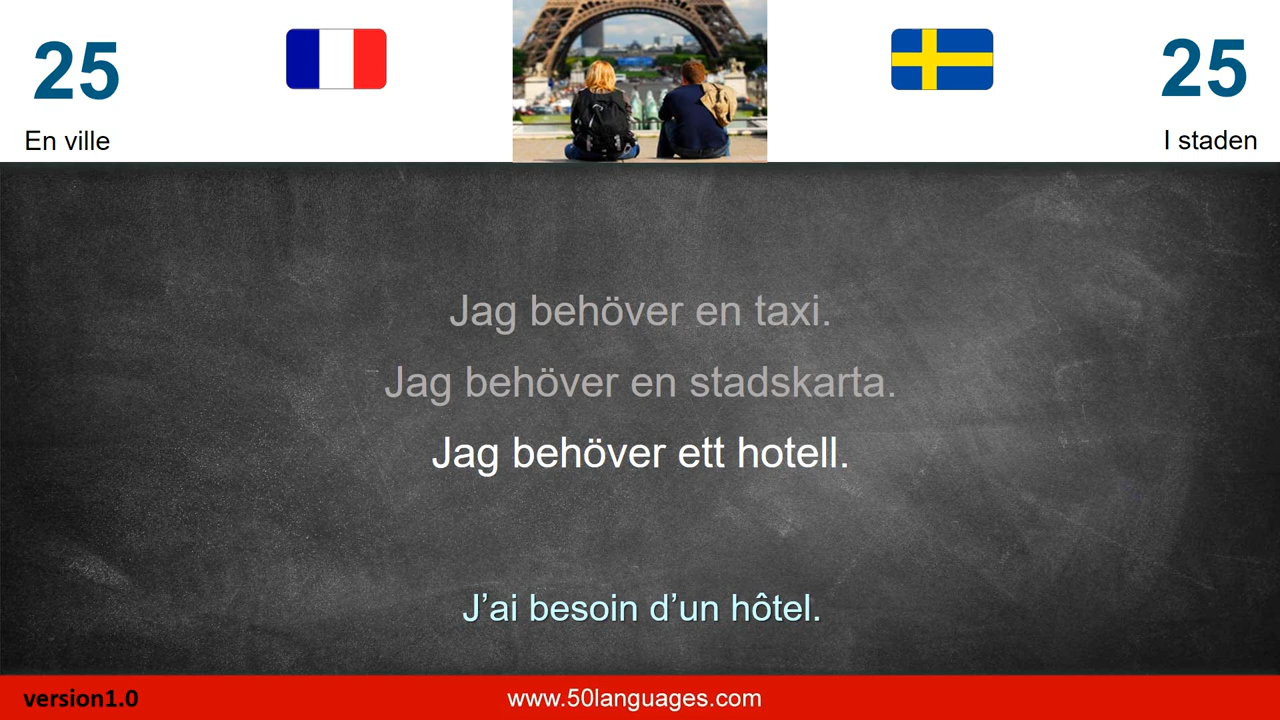 25
En ville
25
I staden
Jag behöver en taxi.
Jag behöver en stadskarta.
Jag behöver ett hotell.
J’ai besoin d’un hôtel.
version1.0
www.50languages.com